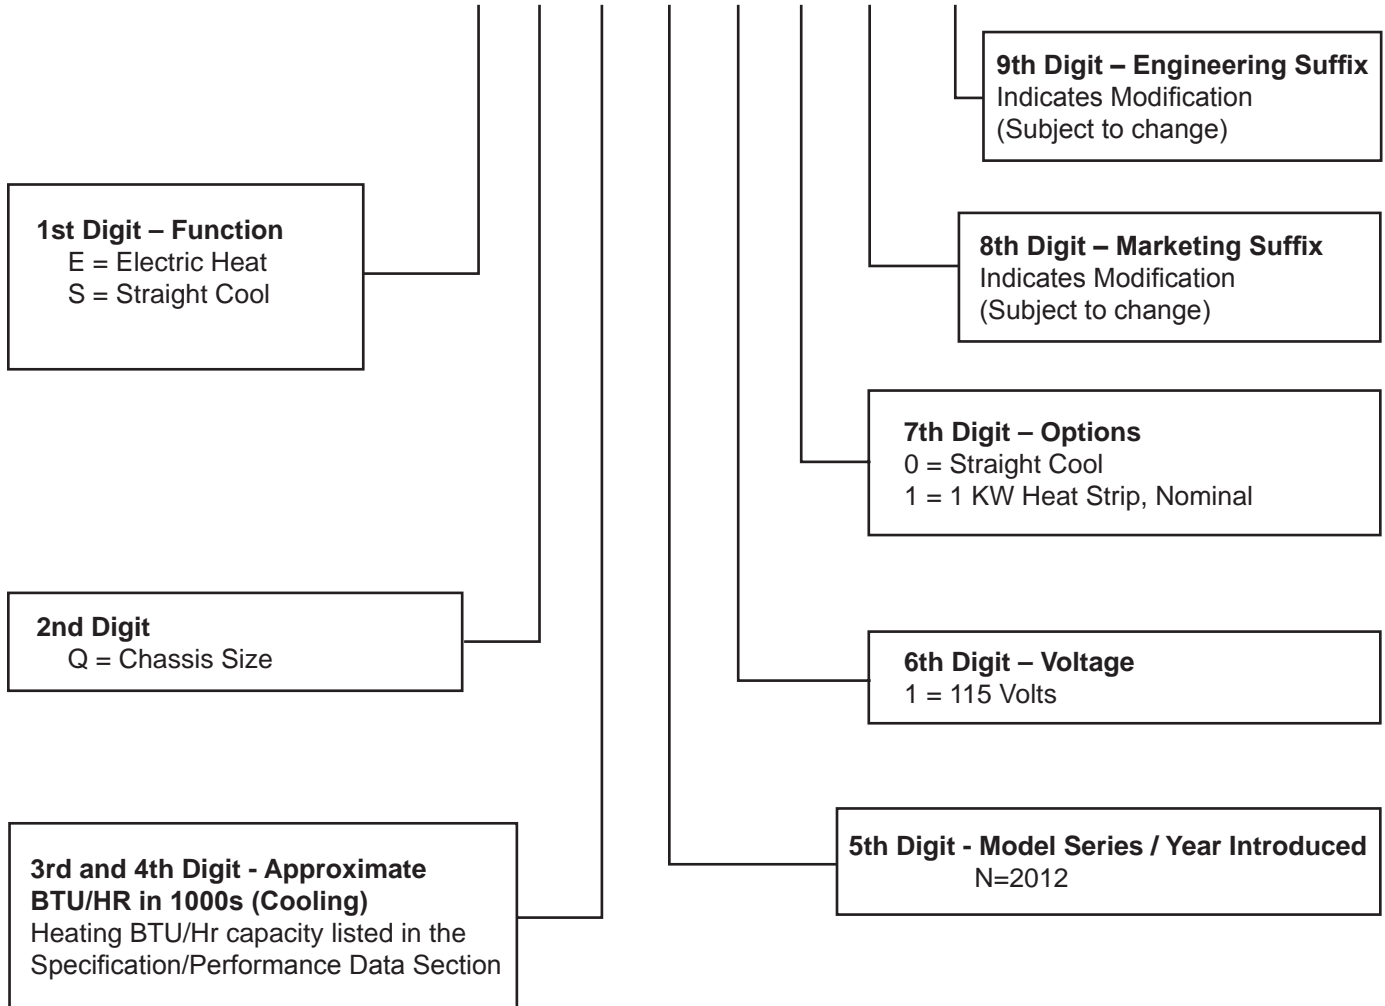 9th Digit – Engineering Suffix
Indicates Modification
(Subject to change)
1st Digit – Function
E = Electric Heat
S = Straight Cool
8th Digit – Marketing Suffix
Indicates Modification
(Subject to change)
7th Digit – Options
0 = Straight Cool
1 = 1 KW Heat Strip, Nominal
2nd Digit
Q = Chassis Size
6th Digit – Voltage
1 = 115 Volts
3rd and 4th Digit - Approximate
BTU/HR in 1000s (Cooling)
Heating BTU/Hr capacity listed in the
Specification/Performance Data Section
5th Digit - Model Series / Year Introduced
N=2012